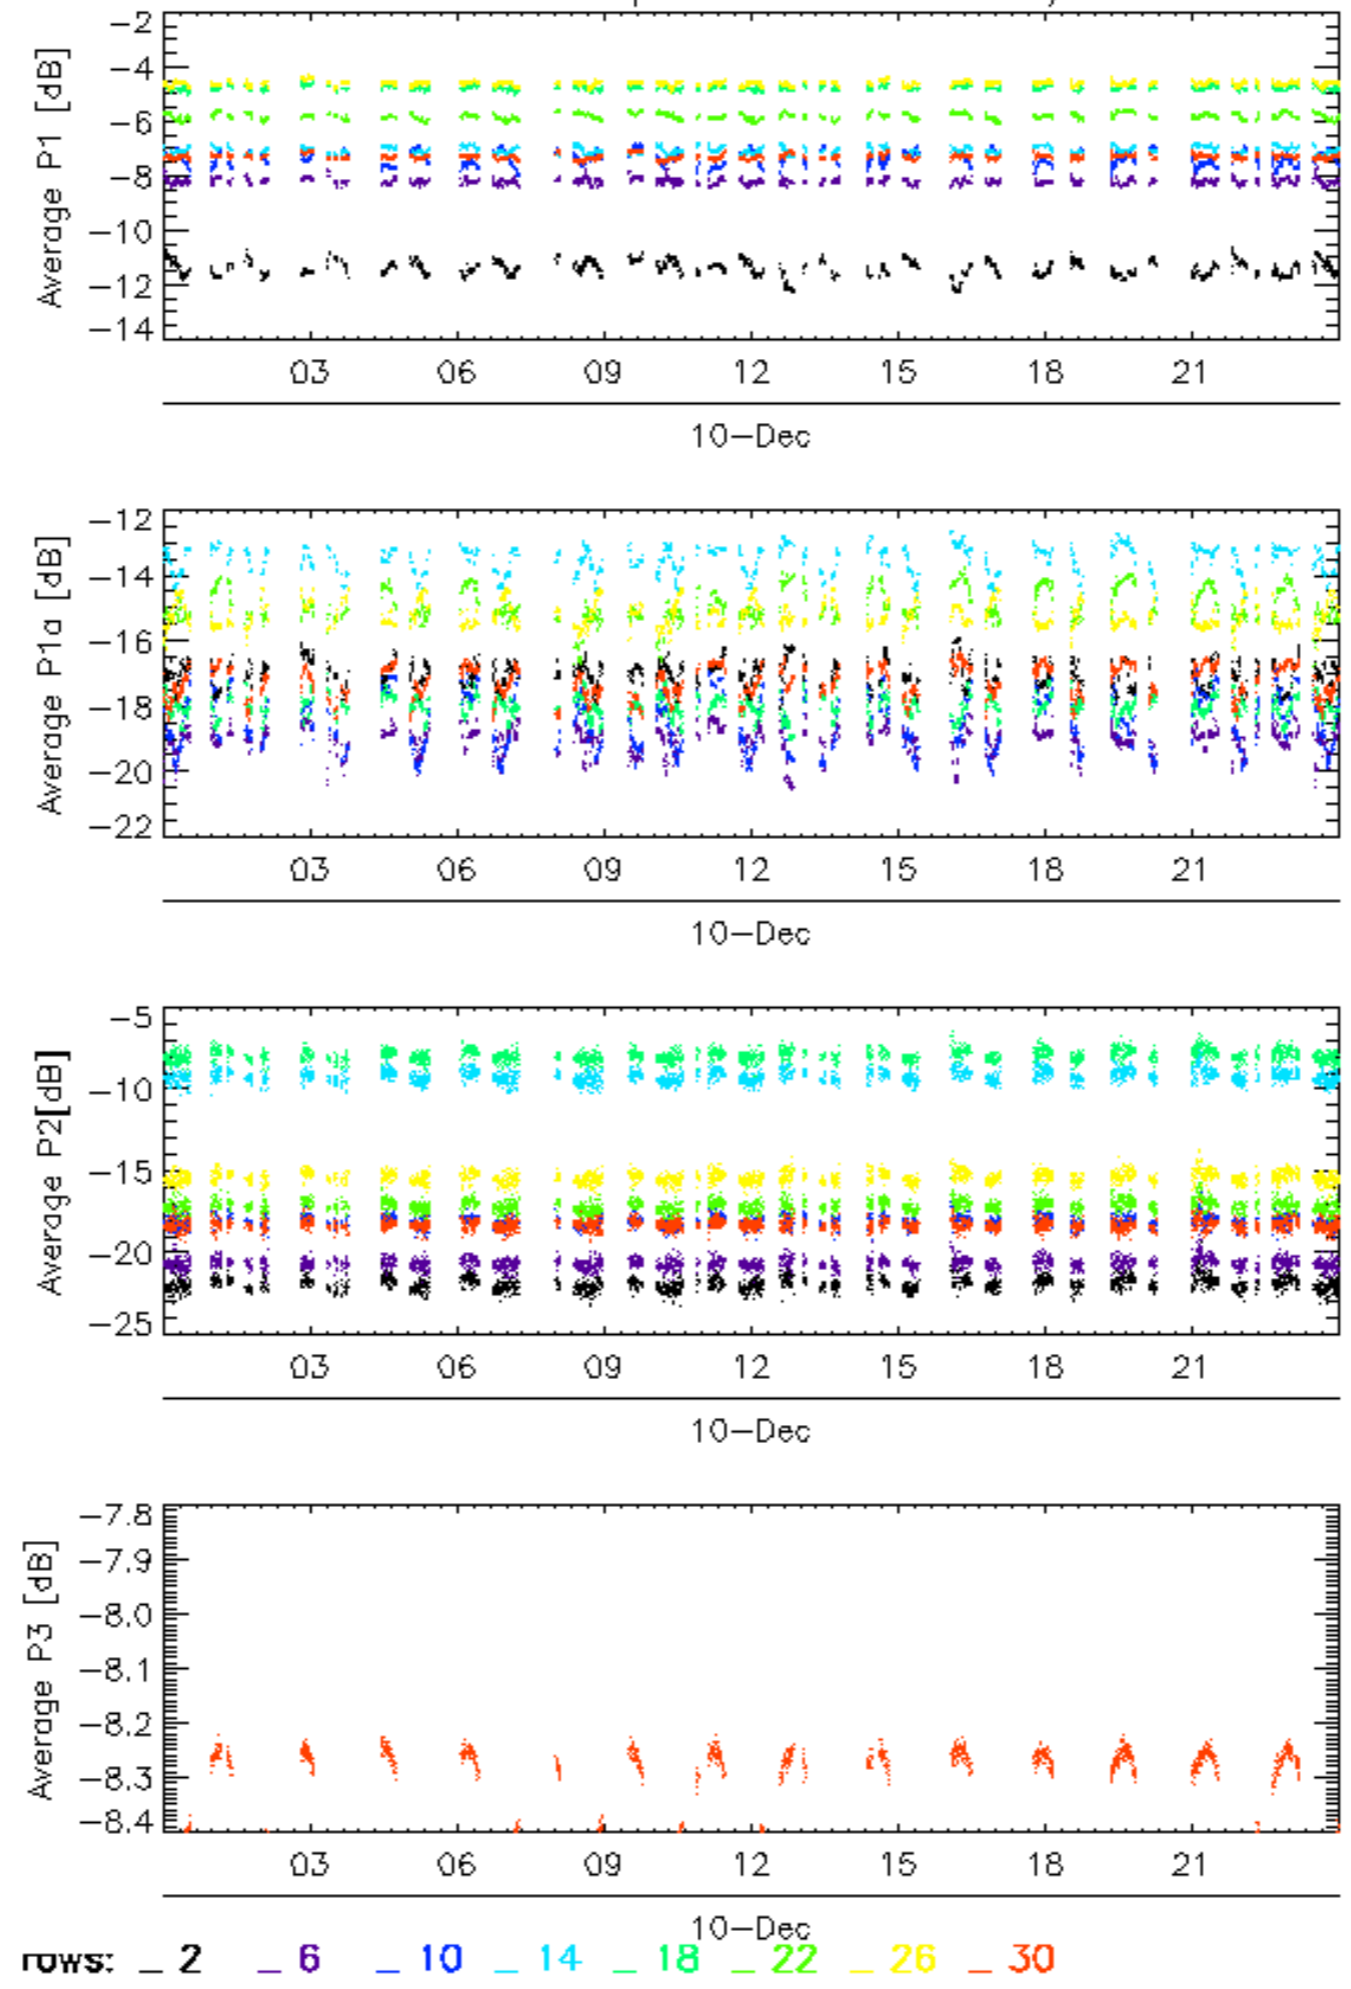 Average P1 [dB]
−2
−4
−6
−8
−10
−12
−14
03 06 09 12 15 18 21
10−Dec
Average P1a [dB]
−12
−14
−16
−18
−20
−22
03 06 09 12 15 18 21
10−Dec
Average P2[dB]
−5
−10
−15
−20
−25
03 06 09 12 15 18 21
10−Dec
Average P3 [dB]
−7.8
−7.9
−8.0
−8.1
−8.2
−8.3
−8.4
03 06 09 12 15 18 21
10−Dec
rows: _ 2 _ 6 _ 10 _ 14 _ 18 _ 22 _ 26 _ 30